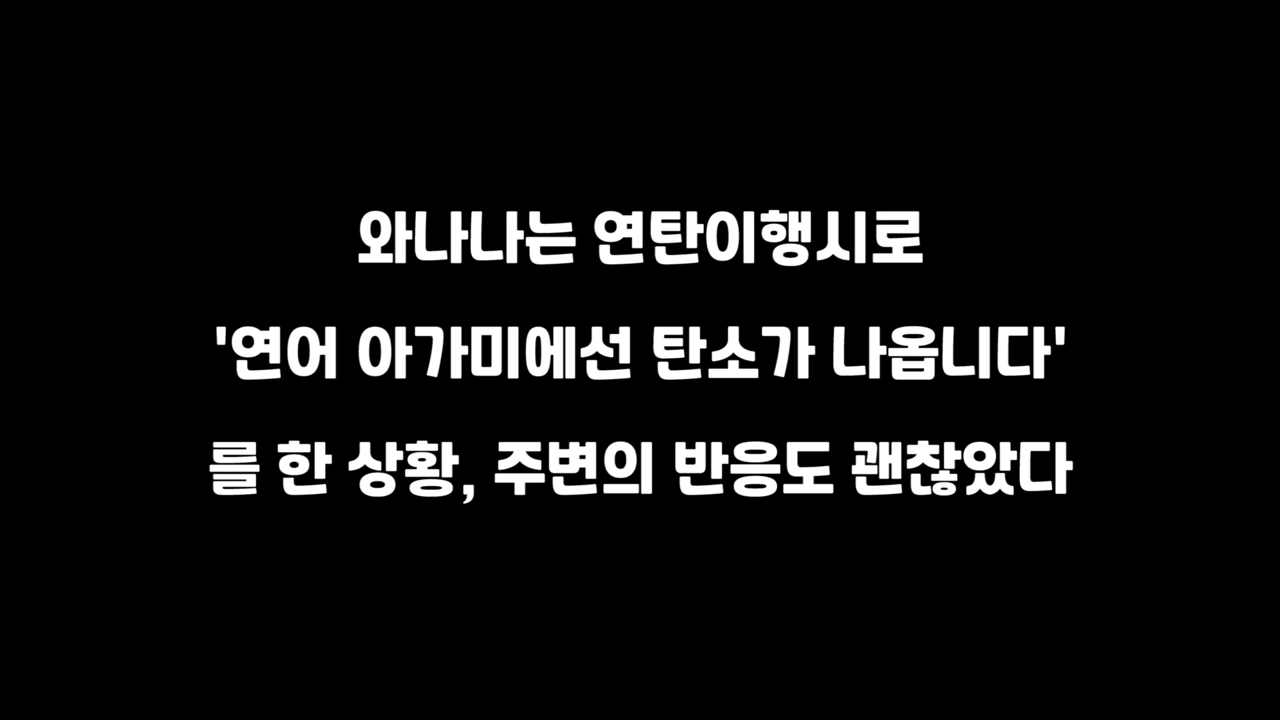 와나나는 연탄이행시로
'연어 아가미에선 탄소가 나옵니다'
를 한 상황, 주변의 반응도 괜찮았다